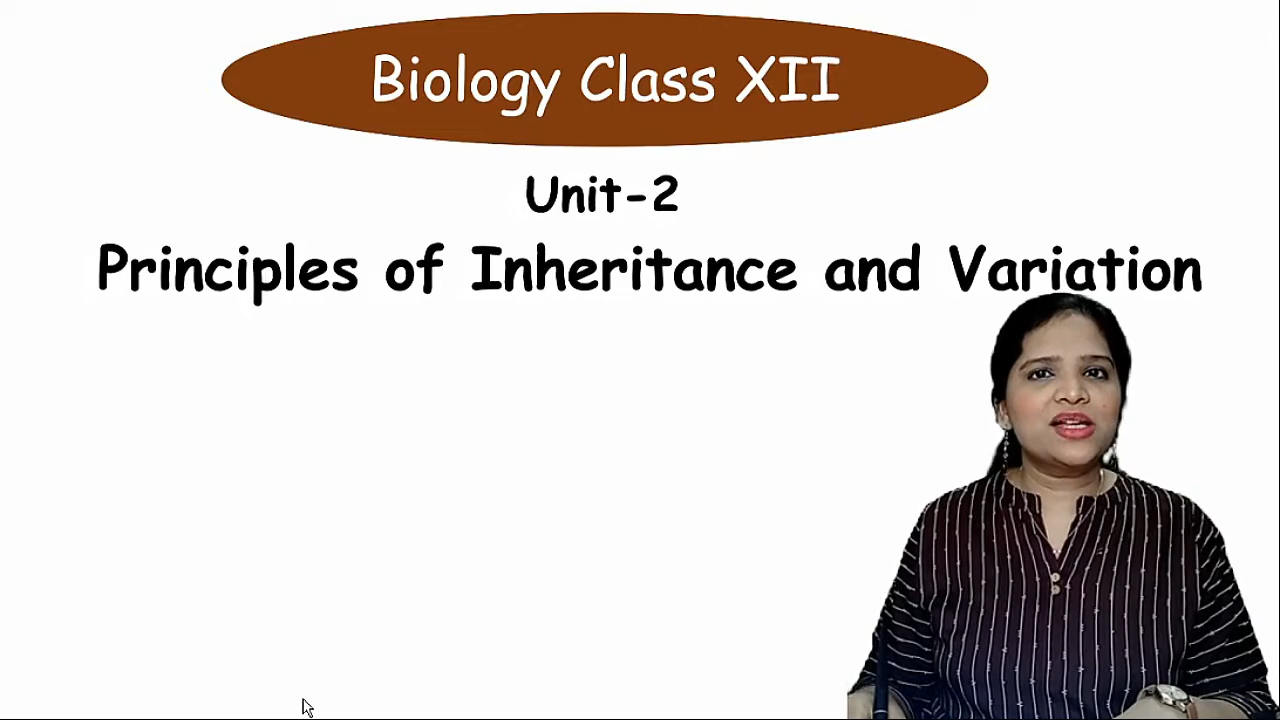 Biology Class XII
Unit-2
Principles of Inheritance and Variation